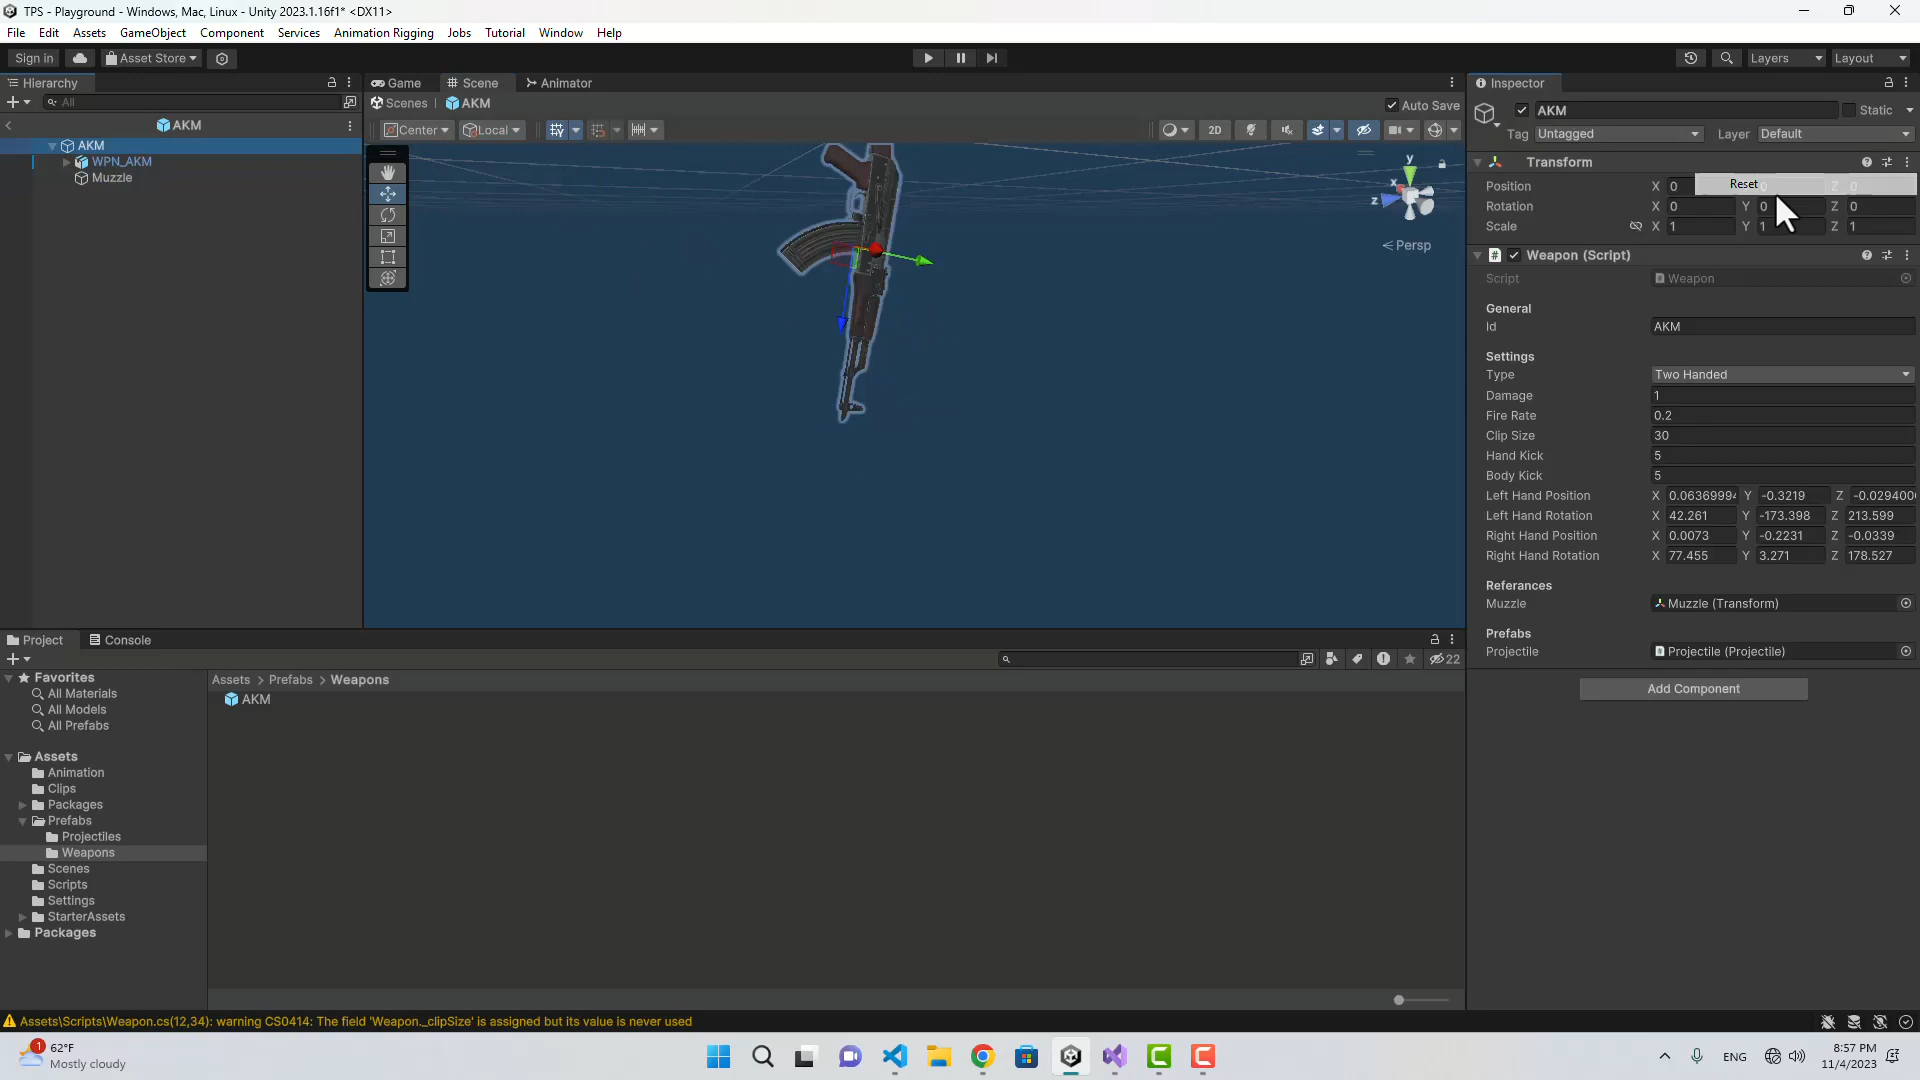 TPS - Playground - Windows, Mac, Linux - Unity 2023.1.16f1* <DX11>
File Edit Assets GameObject Component Services Animation Rigging Jobs Tutorial Window Help
Sign in Asset Store Layers Layout
Hierarchy Game Scene Animator Inspector
All Scenes AKM Auto Save AKM Static
AKM Center Local 2D Tag Untagged Layer Default
AKM
WPN_AKM
Muzzle
y
x
z
Persp
Transform
Reset
Position X 0 Z 0
Rotation X 0 Y 0 Z 0
Scale X 1 Y 1 Z 1
Weapon (Script)
Script Weapon
General
Id AKM
Settings
Type Two Handed
Damage 1
Fire Rate 0.2
Clip Size 30
Hand Kick 5
Body Kick 5
Left Hand Position X 0.0636999 Y -0.3219 Z -0.029400
Left Hand Rotation X 42.261 Y -173.398 Z 213.599
Right Hand Position X 0.0073 Y -0.2231 Z -0.0339
Right Hand Rotation X 77.455 Y 3.271 Z 178.527
Referances
Muzzle Muzzle (Transform)
Prefabs
Projectile Projectile (Projectile)
Add Component
Project Console
22
Favorites
All Materials
All Models
All Prefabs
Assets
Animation
Clips
Packages
Prefabs
Projectiles
Weapons
Scenes
Scripts
Settings
StarterAssets
Packages
Assets > Prefabs > Weapons
AKM
Assets\Scripts\Weapon.cs(12,34): warning CS0414: The field 'Weapon._clipSize' is assigned but its value is never used
1
62°F
Mostly cloudy
ENG
8:57 PM
11/4/2023